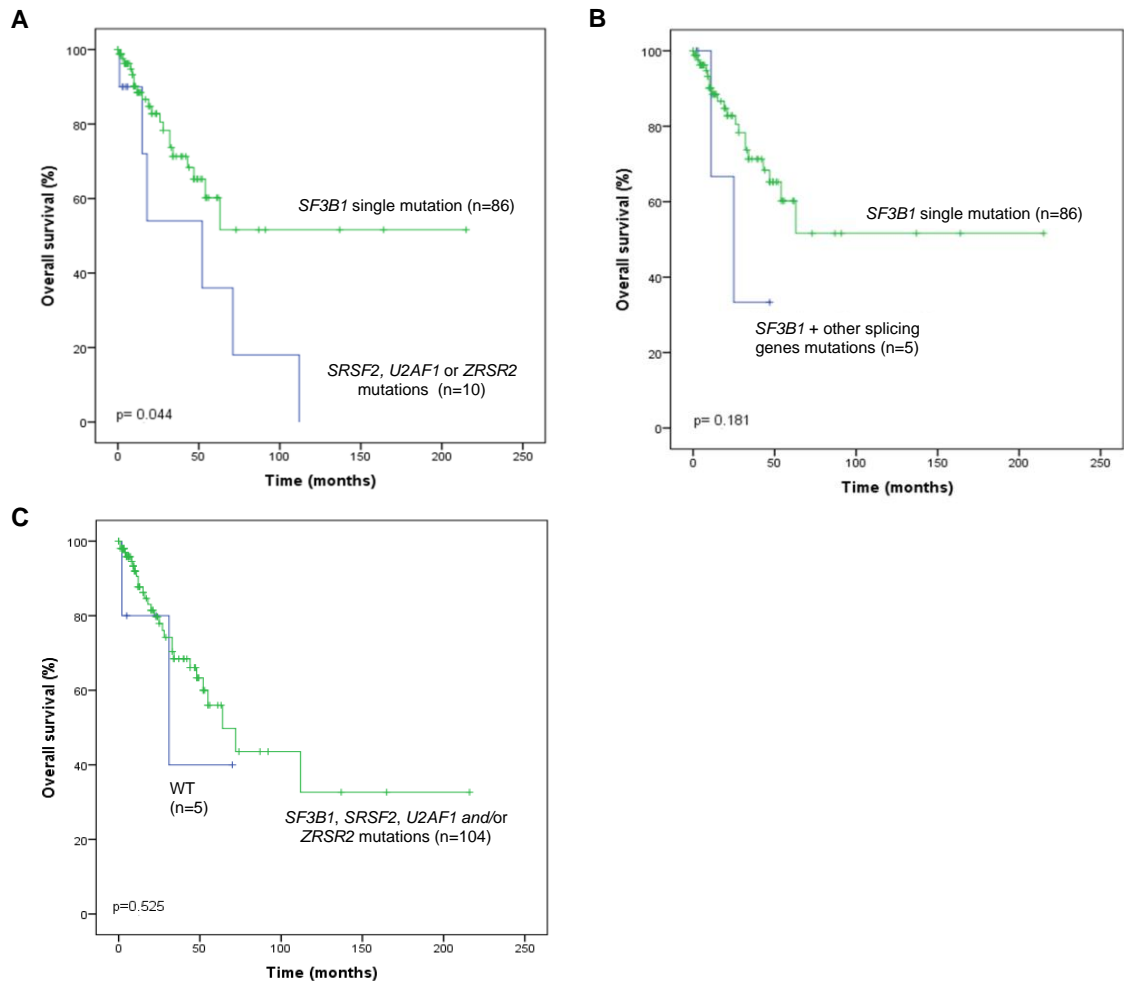 A
Overall survival (%)
100
80
60
40
20
0
SF3B1 single mutation (n=86)
SRSF2, U2AF1 or ZRSR2
mutations (n=10)
p= 0.044
0 50 100 150 200 250
Time (months)
B
Overall survival (%)
100
80
60
40
20
0
SF3B1 single mutation (n=86)
SF3B1 + other splicing
genes mutations (n=5)
p= 0.181
0 50 100 150 200 250
Time (months)
C
Overall survival (%)
100
80
60
40
20
0
WT
(n=5)
SF3B1, SRSF2, U2AF1 and/or
ZRSR2 mutations (n=104)
p=0.525
0 50 100 150 200 250
Time (months)